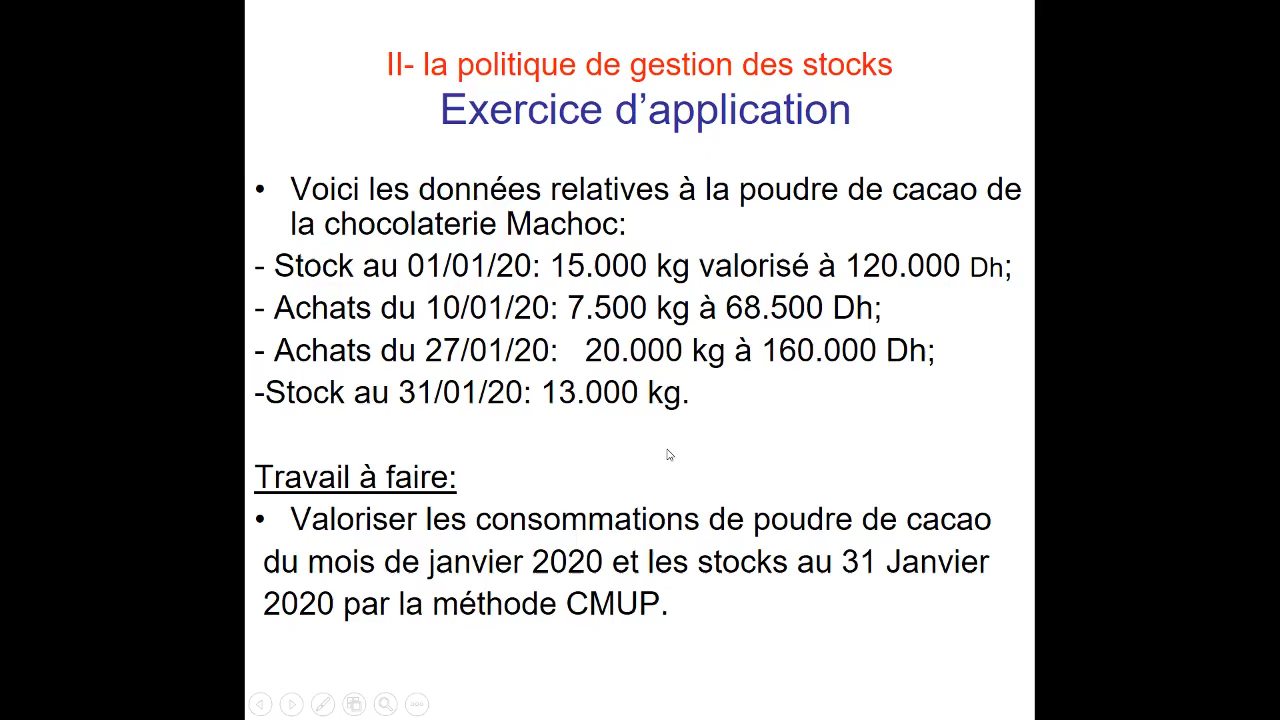 II- la politique de gestion des stocks
Exercice d’application
• Voici les données relatives à la poudre de cacao de
la chocolaterie Machoc:
- Stock au 01/01/20: 15.000 kg valorisé à 120.000 Dh;
- Achats du 10/01/20: 7.500 kg à 68.500 Dh;
- Achats du 27/01/20: 20.000 kg à 160.000 Dh;
-Stock au 31/01/20: 13.000 kg.
Travail à faire:
• Valoriser les consommations de poudre de cacao
du mois de janvier 2020 et les stocks au 31 Janvier
2020 par la méthode CMUP.